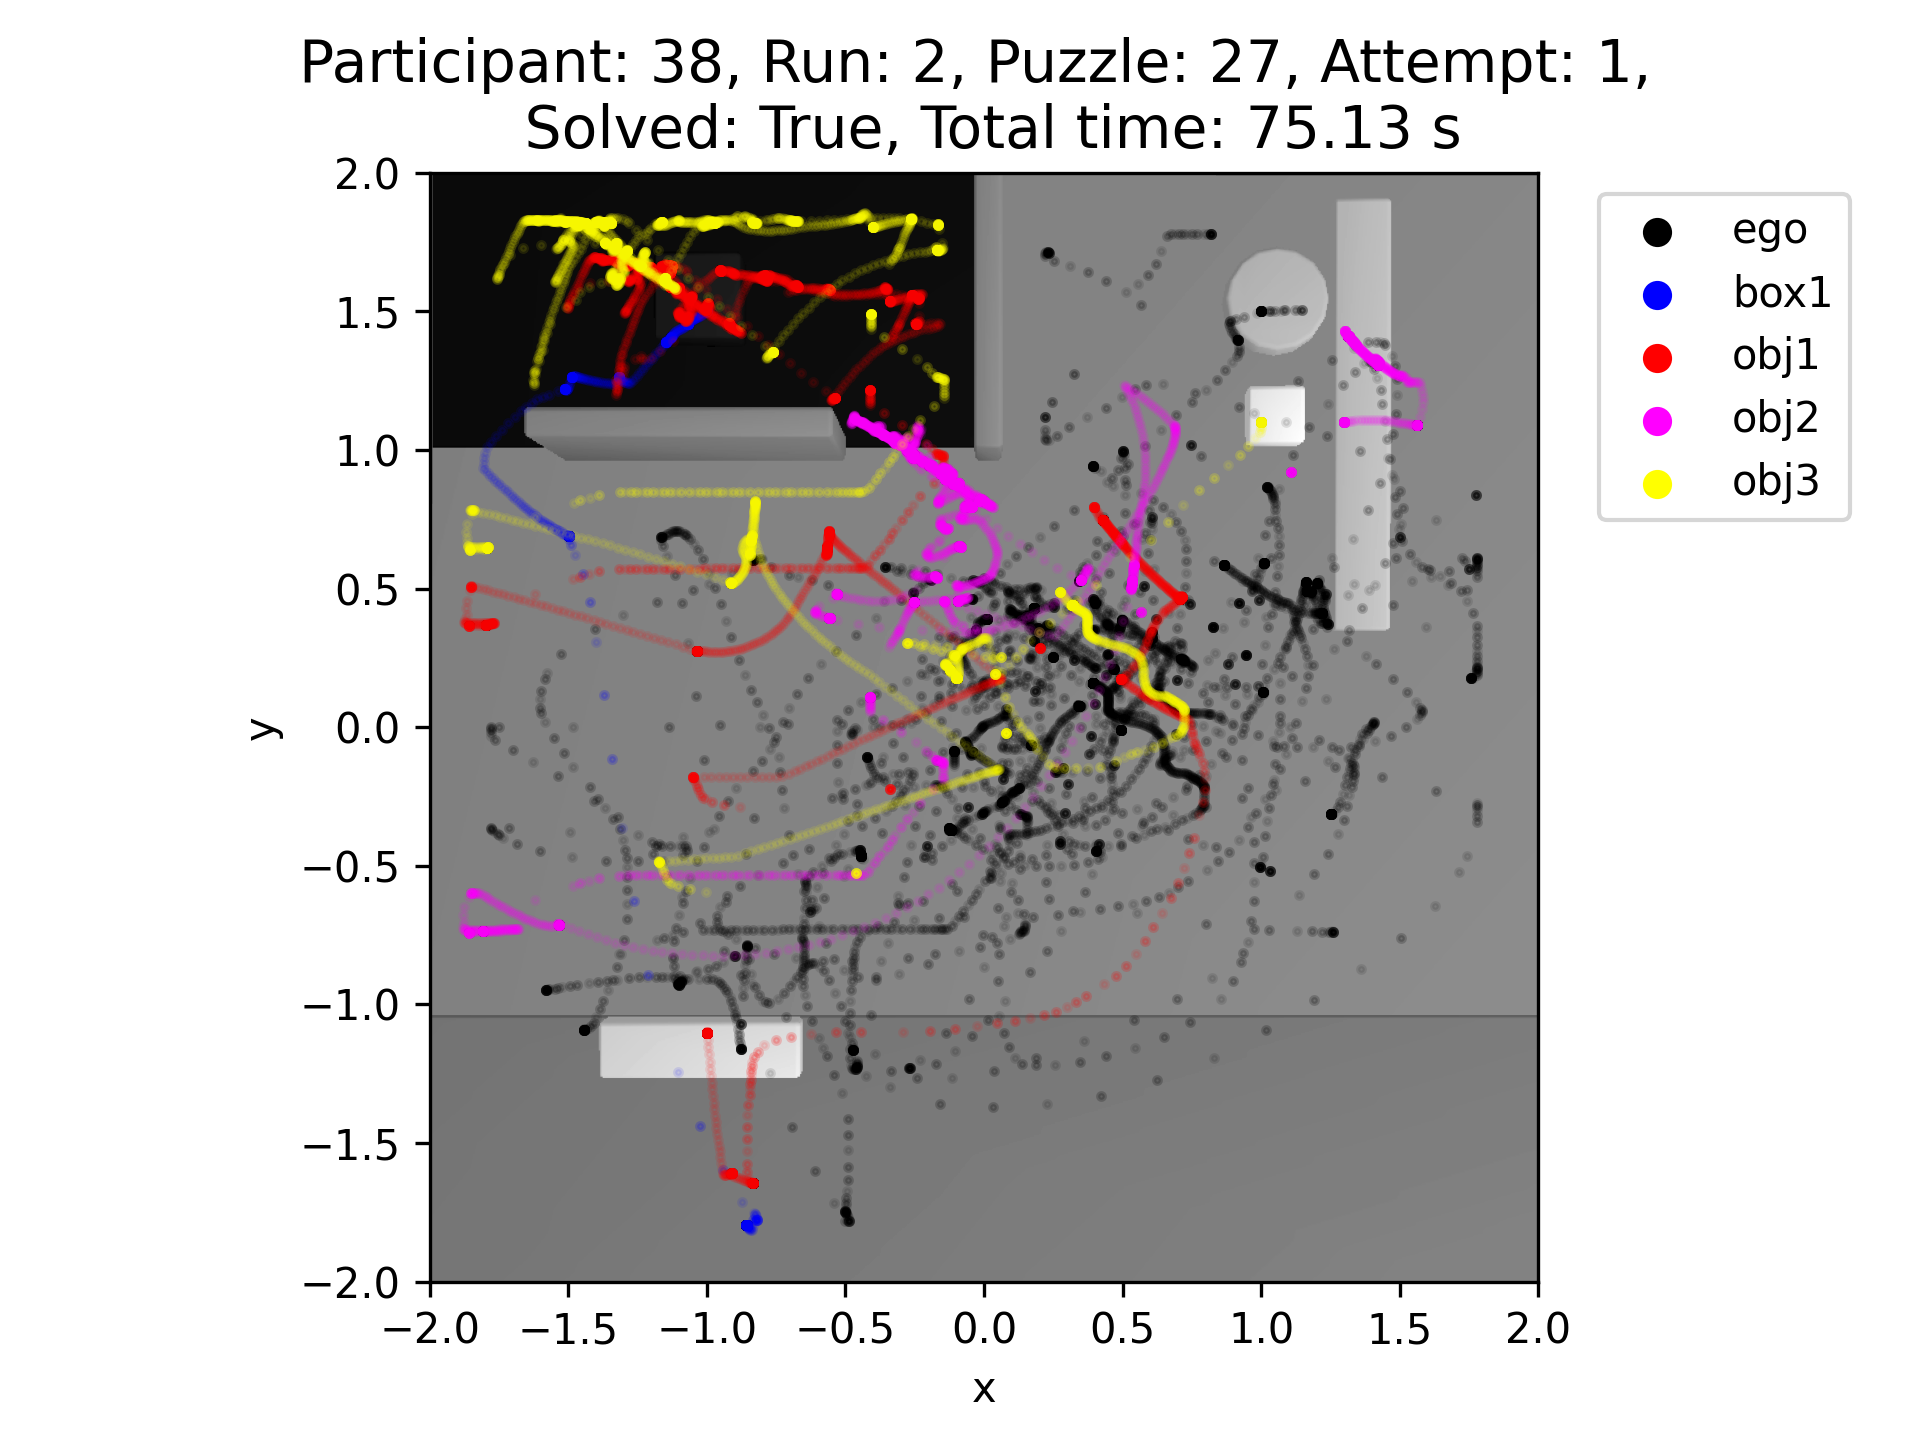 Participant: 38, Run: 2, Puzzle: 27, Attempt: 1,
Solved: True, Total time: 75.13 s
2.0
1.5
1.0
0.5
0.0
−0.5
−1.0
−1.5
−2.0
y
−2.0 −1.5 −1.0 −0.5 0.0 0.5 1.0 1.5 2.0
x
ego
box1
obj1
obj2
obj3